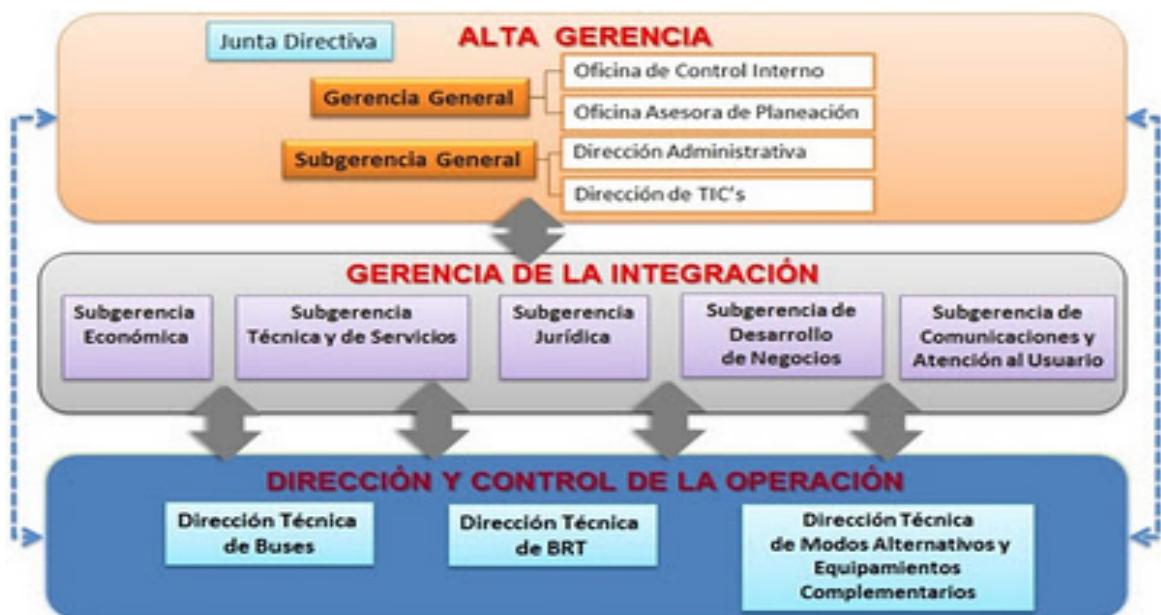 ALTA GERENCIA
Junta Directiva
Gerencia General
Oficina de Control Interno
Oficina Asesora de Planeación
Subgerencia General
Dirección Administrativa
Dirección de TIC's
GERENCIA DE LA INTEGRACIÓN
Subgerencia
Económica
Subgerencia
Técnica y de Servicios
Subgerencia
Jurídica
Subgerencia de
Desarrollo
de Negocios
Subgerencia de
Comunicaciones y
Atención al Usuario
DIRECCIÓN Y CONTROL DE LA OPERACIÓN
Dirección Técnica
de Buses
Dirección Técnica
de BRT
Dirección Técnica
de Modos Alternativos y
Equipamientos
Complementarios